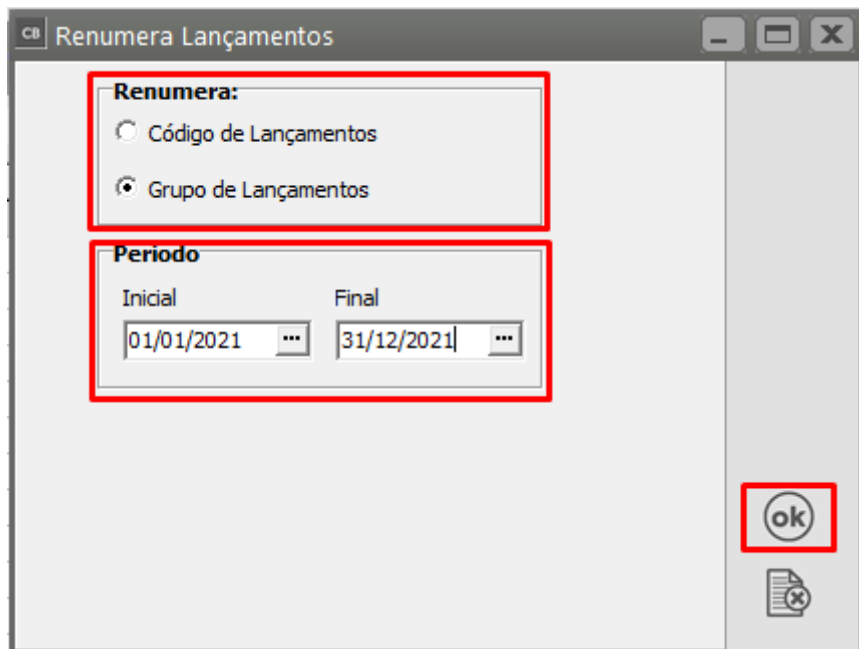 CB Renumera Lançamentos
Renumera:
Código de Lançamentos
Grupo de Lançamentos
Período
Inicial Final
01/01/2021 ... 31/12/2021 ...
ok